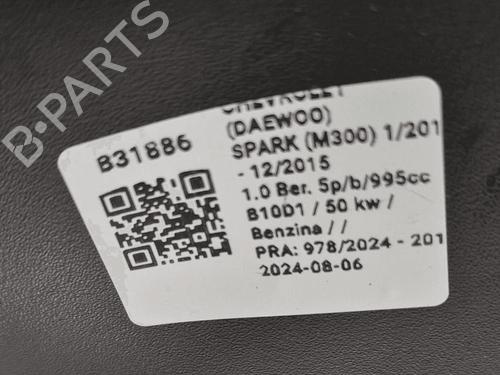 B-PARTS
B31886
CHEVROLET
(DAEWOO)
SPARK (M300) 1/201
- 12/2015
1.0 Ber. 5p/b/995cc
B10D1 / 50 kw /
Benzina / /
PRA: 978/2024 - 201
2024-08-06